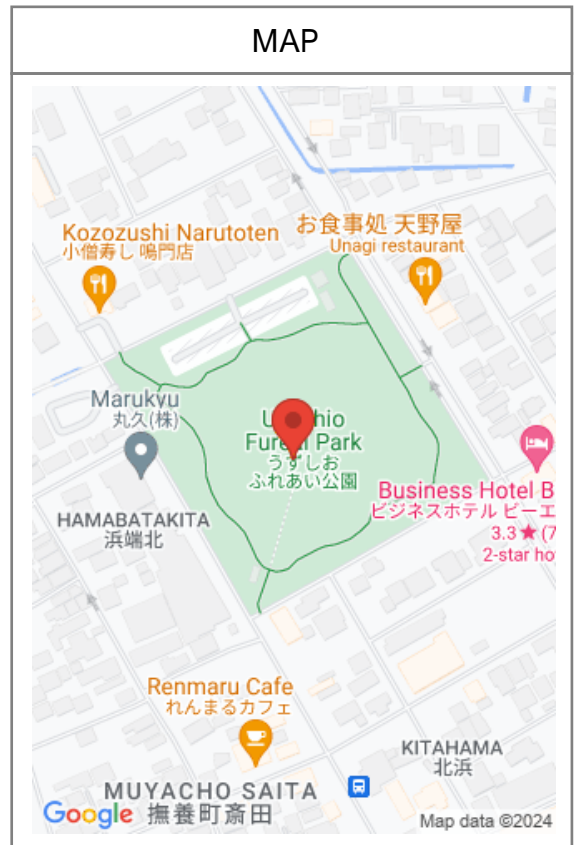 MAP
Kozozushi Narutoten
小僧寿し 鳴門店
お食事処 天野屋
Unagi restaurant
Marukyu
丸久(株)
Park
うずしお
ふれあい公園
Business Hotel B
ビジネスホテル ビーエ
3.3★(7
2-star ho
HAMABATAKITA
浜端北
Renmaru Cafe
れんまるカフェ
KITAHAMA
北浜
MUYACHO SAITA
撫養町斎田
Google
Map data ©2024